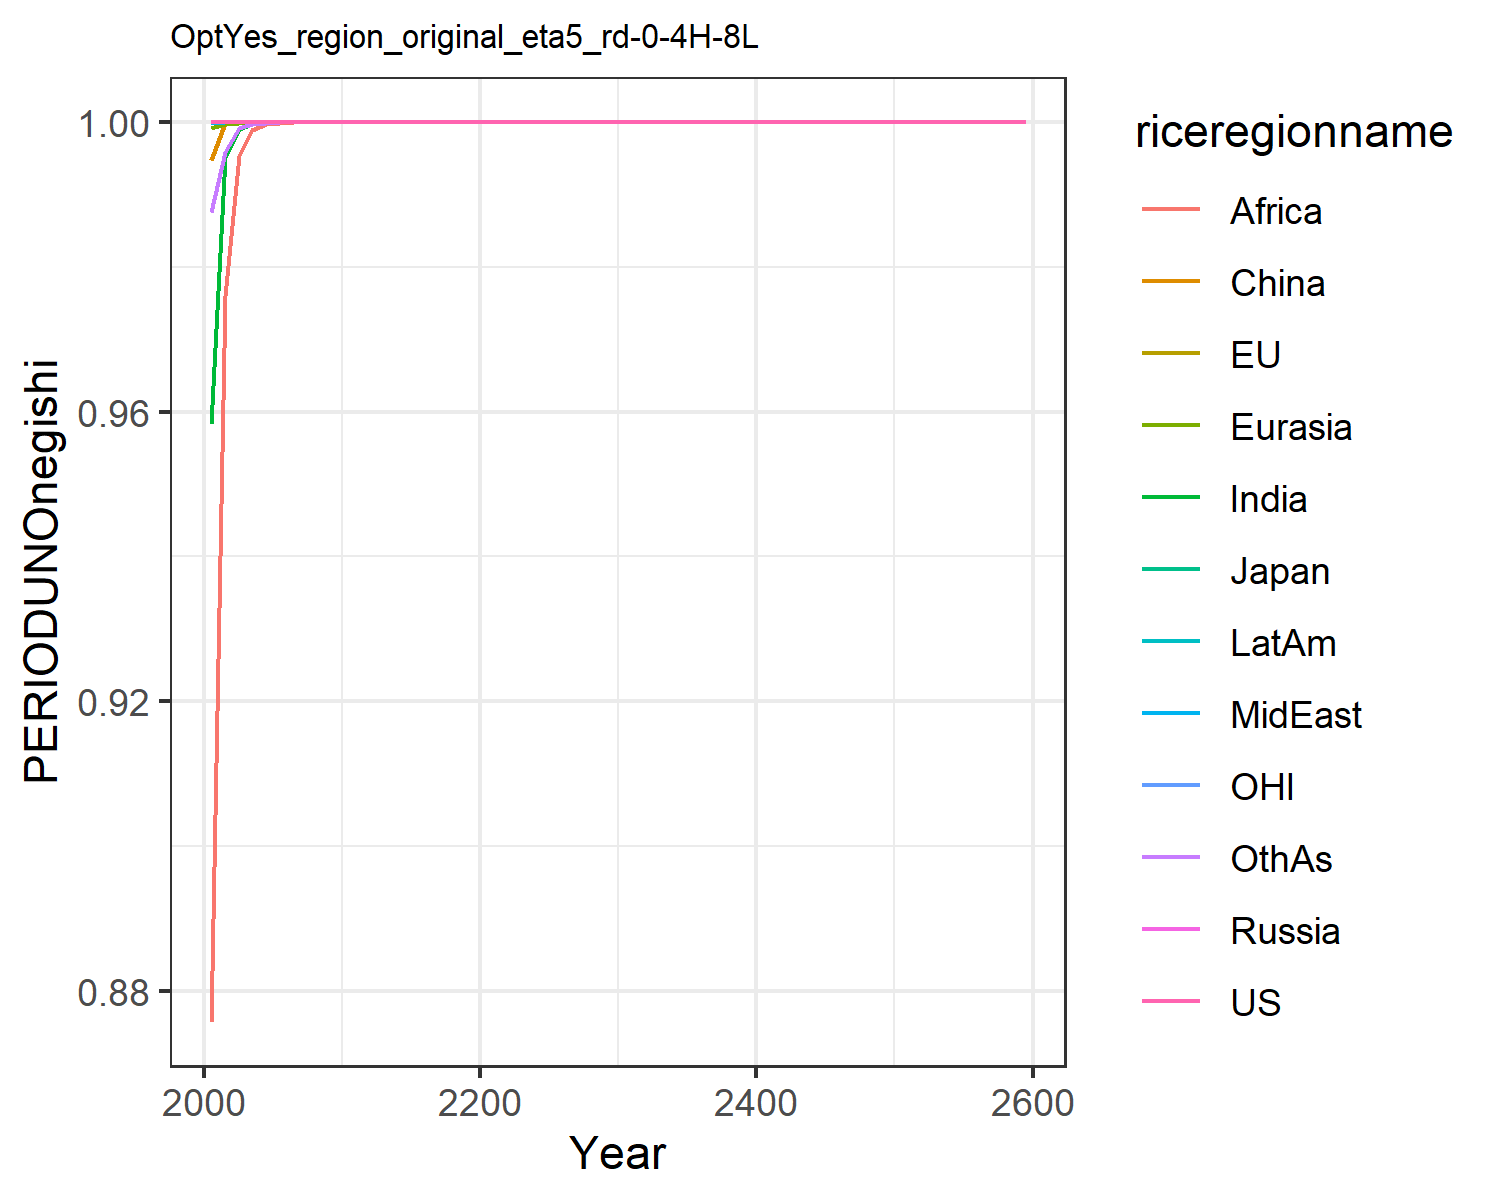 OptYes_region_original_eta5_rd-0-4H-8L
PERIODUNOnegishi
1.00
0.96
0.92
0.88
2000
2200
2400
2600
Year
riceregionname
Africa
China
EU
Eurasia
India
Japan
LatAm
MidEast
OHI
OthAs
Russia
US